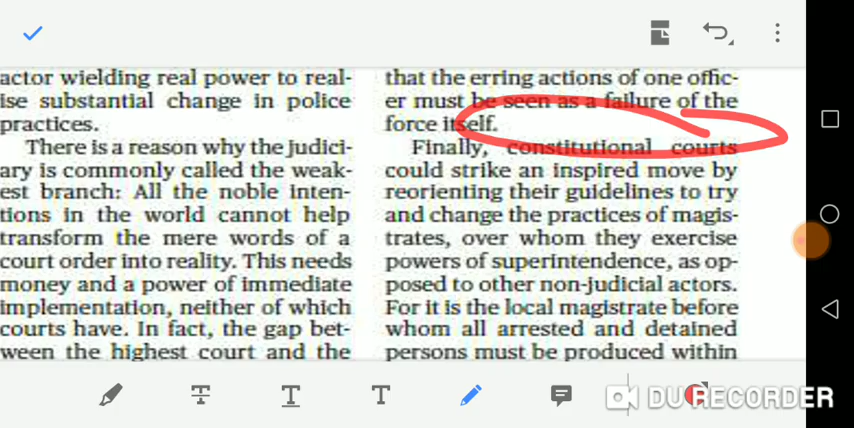 actor wielding real power to real-
ise substantial change in police
practices.
There is a reason why the judici-
ary is commonly called the weak-
est branch: All the noble inten-
tions in the world cannot help
transform the mere words of a
court order into reality. This needs
money and a power of immediate
implementation, neither of which
courts have. In fact, the gap bet-
ween the highest court and the
that the erring actions of one offic-
er must be seen as a failure of the
force itself.
Finally, constitutional courts
could strike an inspired move by
reorienting their guidelines to try
and change the practices of magis-
trates, over whom they exercise
powers of superintendence, as op-
posed to other non-judicial actors.
For it is the local magistrate before
whom all arrested and detained
persons must be produced within
T T T
DU RECORDER